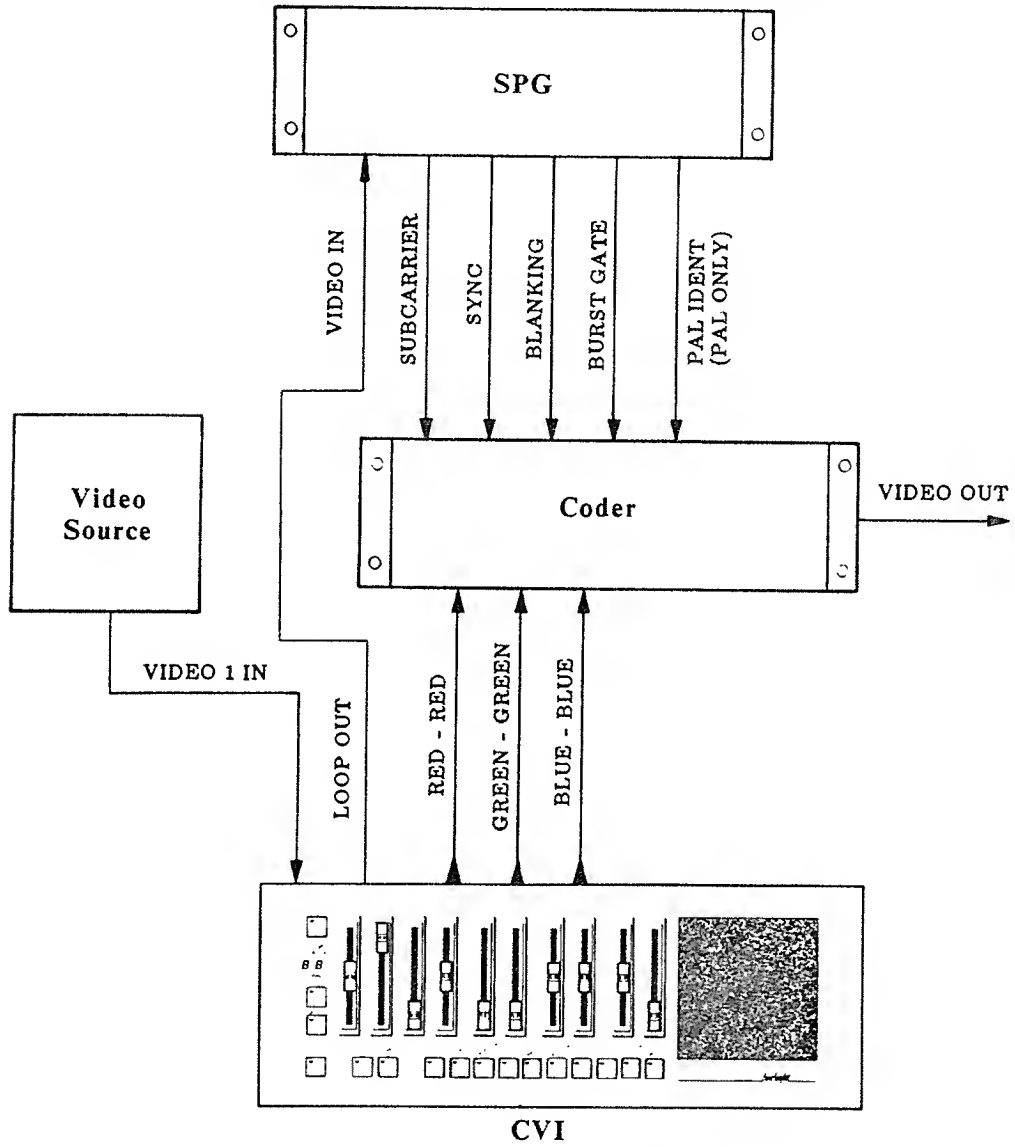 SPG
VIDEO IN
SUBCARRIER
SYNC
BLANKING
BURST GATE
PAL IDENT
(PAL ONLY)
Video
Source
Coder
VIDEO OUT
VIDEO 1 IN
LOOP OUT
RED - RED
GREEN - GREEN
BLUE - BLUE
B B
CVI